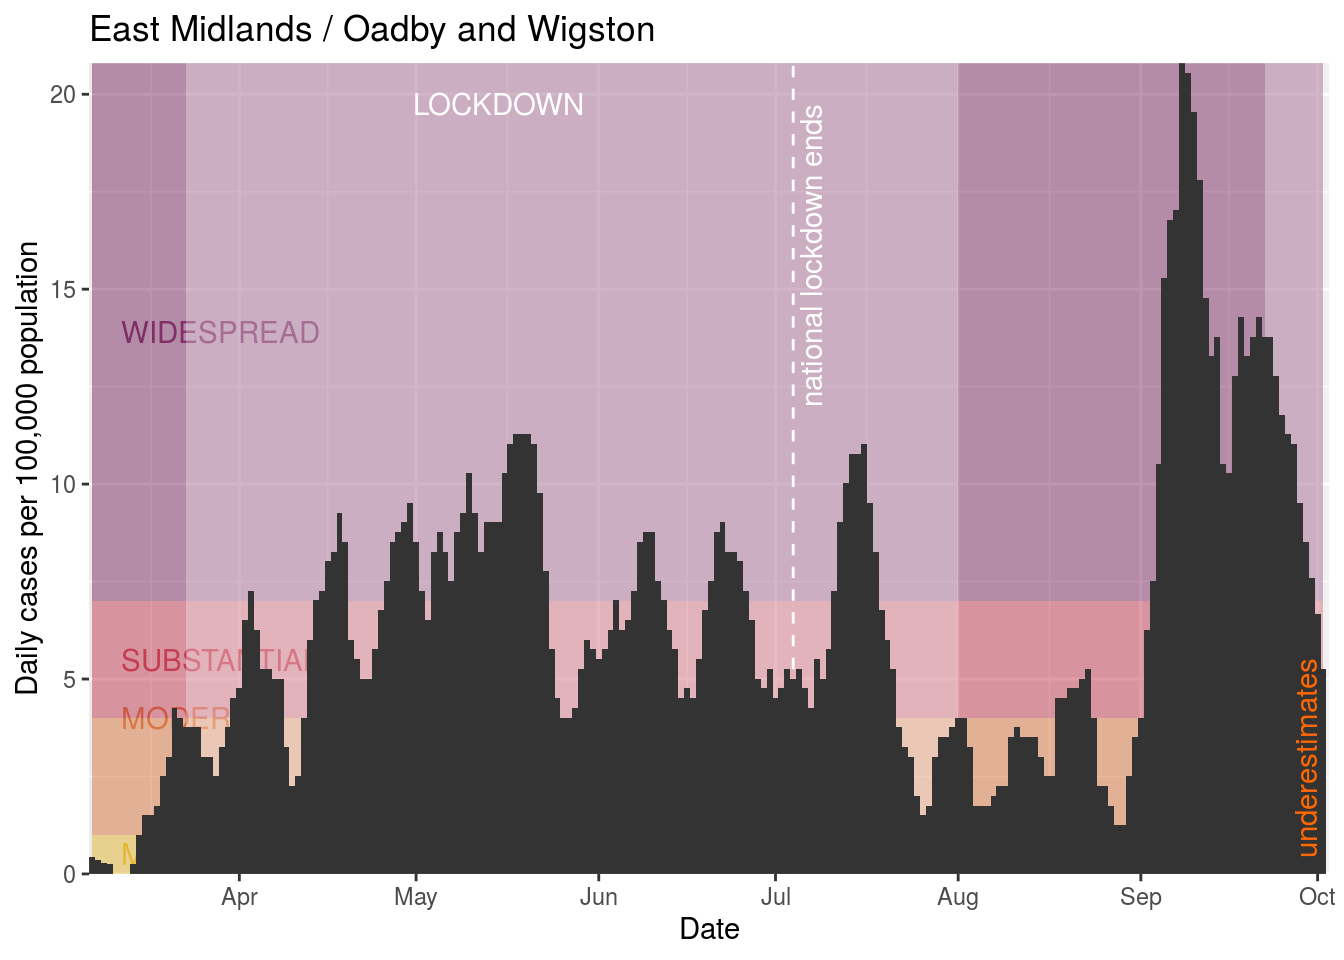 East Midlands / Oadby and Wigston
Daily cases per 100,000 population
20
15
10
5
0
LOCKDOWN
national lockdown ends
WIDESPREAD
SUBSTANTIAL
MODER
M
underestimates
Apr
May
Jun
Jul
Aug
Sep
Oct
Date